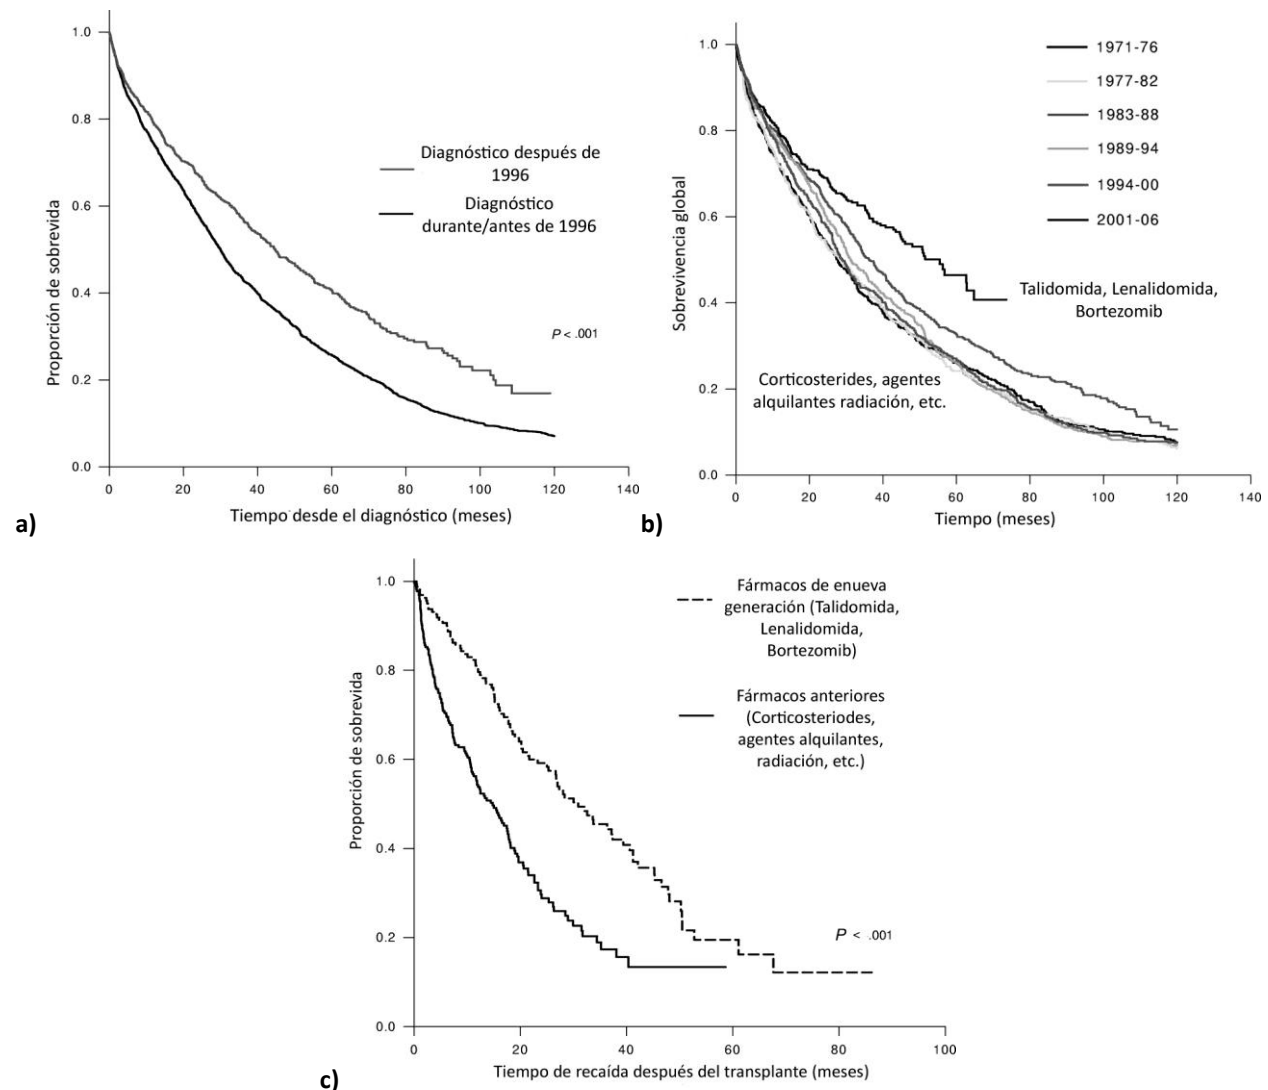 1.0
0.8
0.6
0.4
0.2
0.0
0
20
40
60
80
100
120
140
Proporción de sobrevida
Tiempo desde el diagnóstico (meses)
Diagnóstico después de
1996
Diagnóstico
durante/antes de 1996
P < .001
a)
1.0
0.8
0.6
0.4
0.2
0.0
0
20
40
60
80
100
120
140
Sobrevivencia global
Tiempo (meses)
1971-76
1977-82
1983-88
1989-94
1994-00
2001-06
Talidomida, Lenalidomida,
Bortezomib
Corticosterides, agentes
alquilantes radiación, etc.
b)
1.0
0.8
0.6
0.4
0.2
0.0
0
20
40
60
80
100
Proporción de sobrevida
Tiempo de recaída después del transplante (meses)
Fármacos de enueva
generación (Talidomida,
Lenalidomida,
Bortezomib)
Fármacos anteriores
(Corticosteriodes,
agentes alquilantes,
radiación, etc.)
P < .001
c)